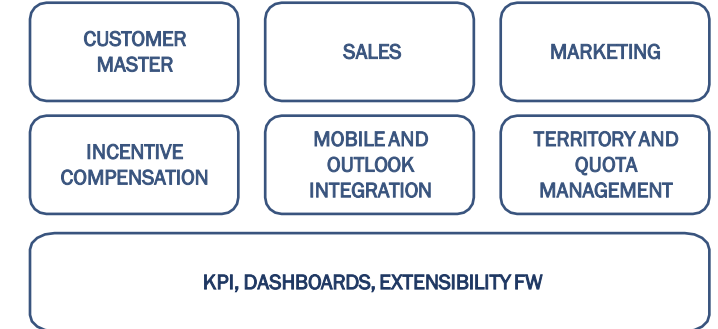 CUSTOMER
MASTER
SALES
MARKETING
INCENTIVE
COMPENSATION
MOBILE AND
OUTLOOK
INTEGRATION
TERRITORY AND
QUOTA
MANAGEMENT
KPI, DASHBOARDS, EXTENSIBILITY FW